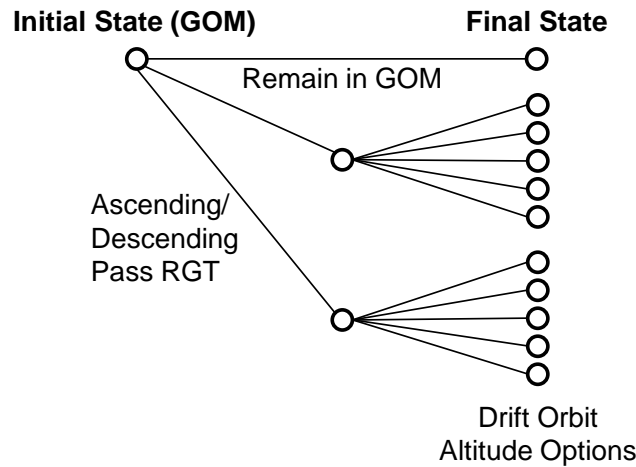 Initial State (GOM)
Final State
Remain in GOM
Ascending/
Descending
Pass RGT
Drift Orbit
Altitude Options